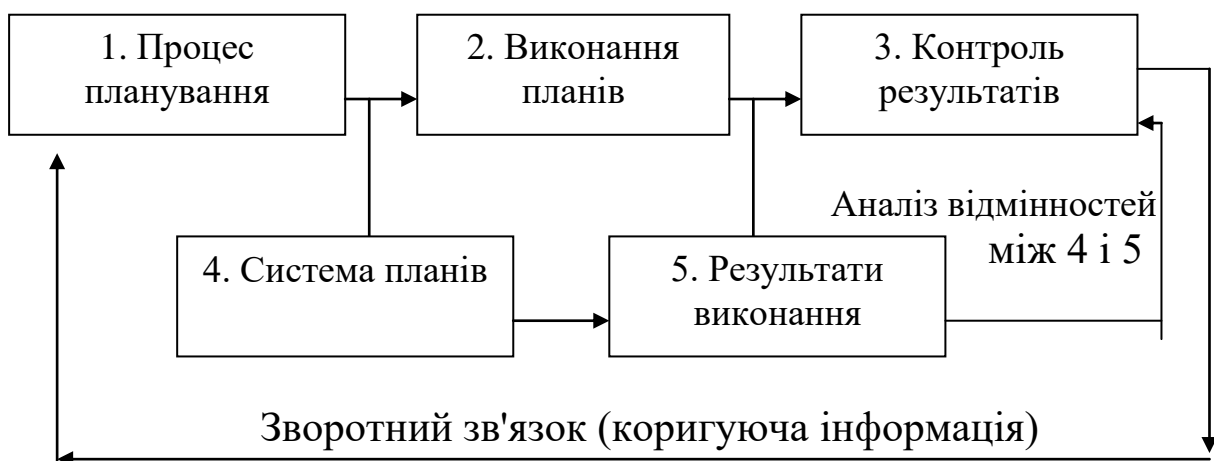 1. Процес
планування
2. Виконання
планів
3. Контроль
результатів
Аналіз відмінностей
між 4 і 5
4. Система планів
5. Результати
виконання
Зворотний зв'язок (коригуюча інформація)